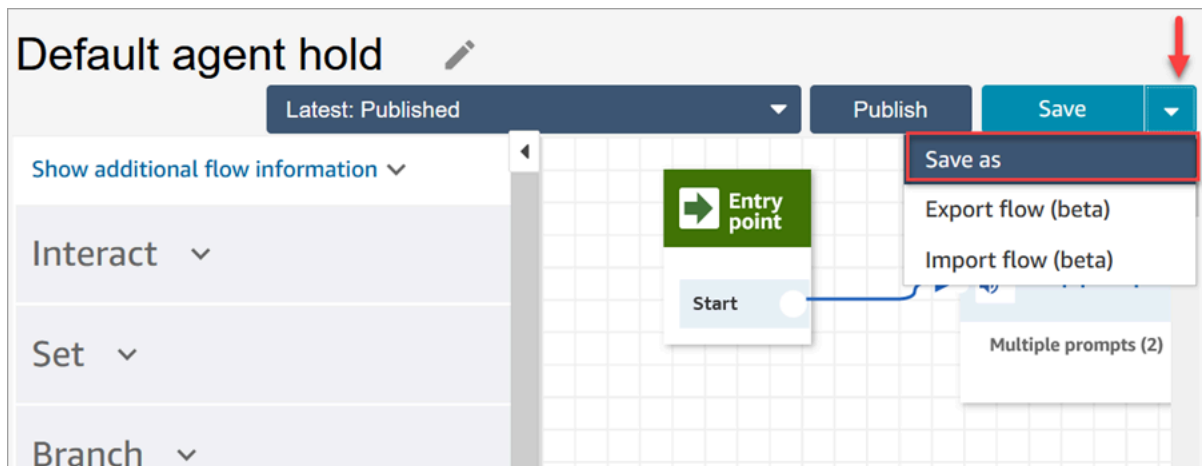 Default agent hold
Latest: Published
Publish
Save
Show additional flow information
Save as
Export flow (beta)
Import flow (beta)
Interact
Entry
point
Start
Set
Multiple prompts (2)
Branch